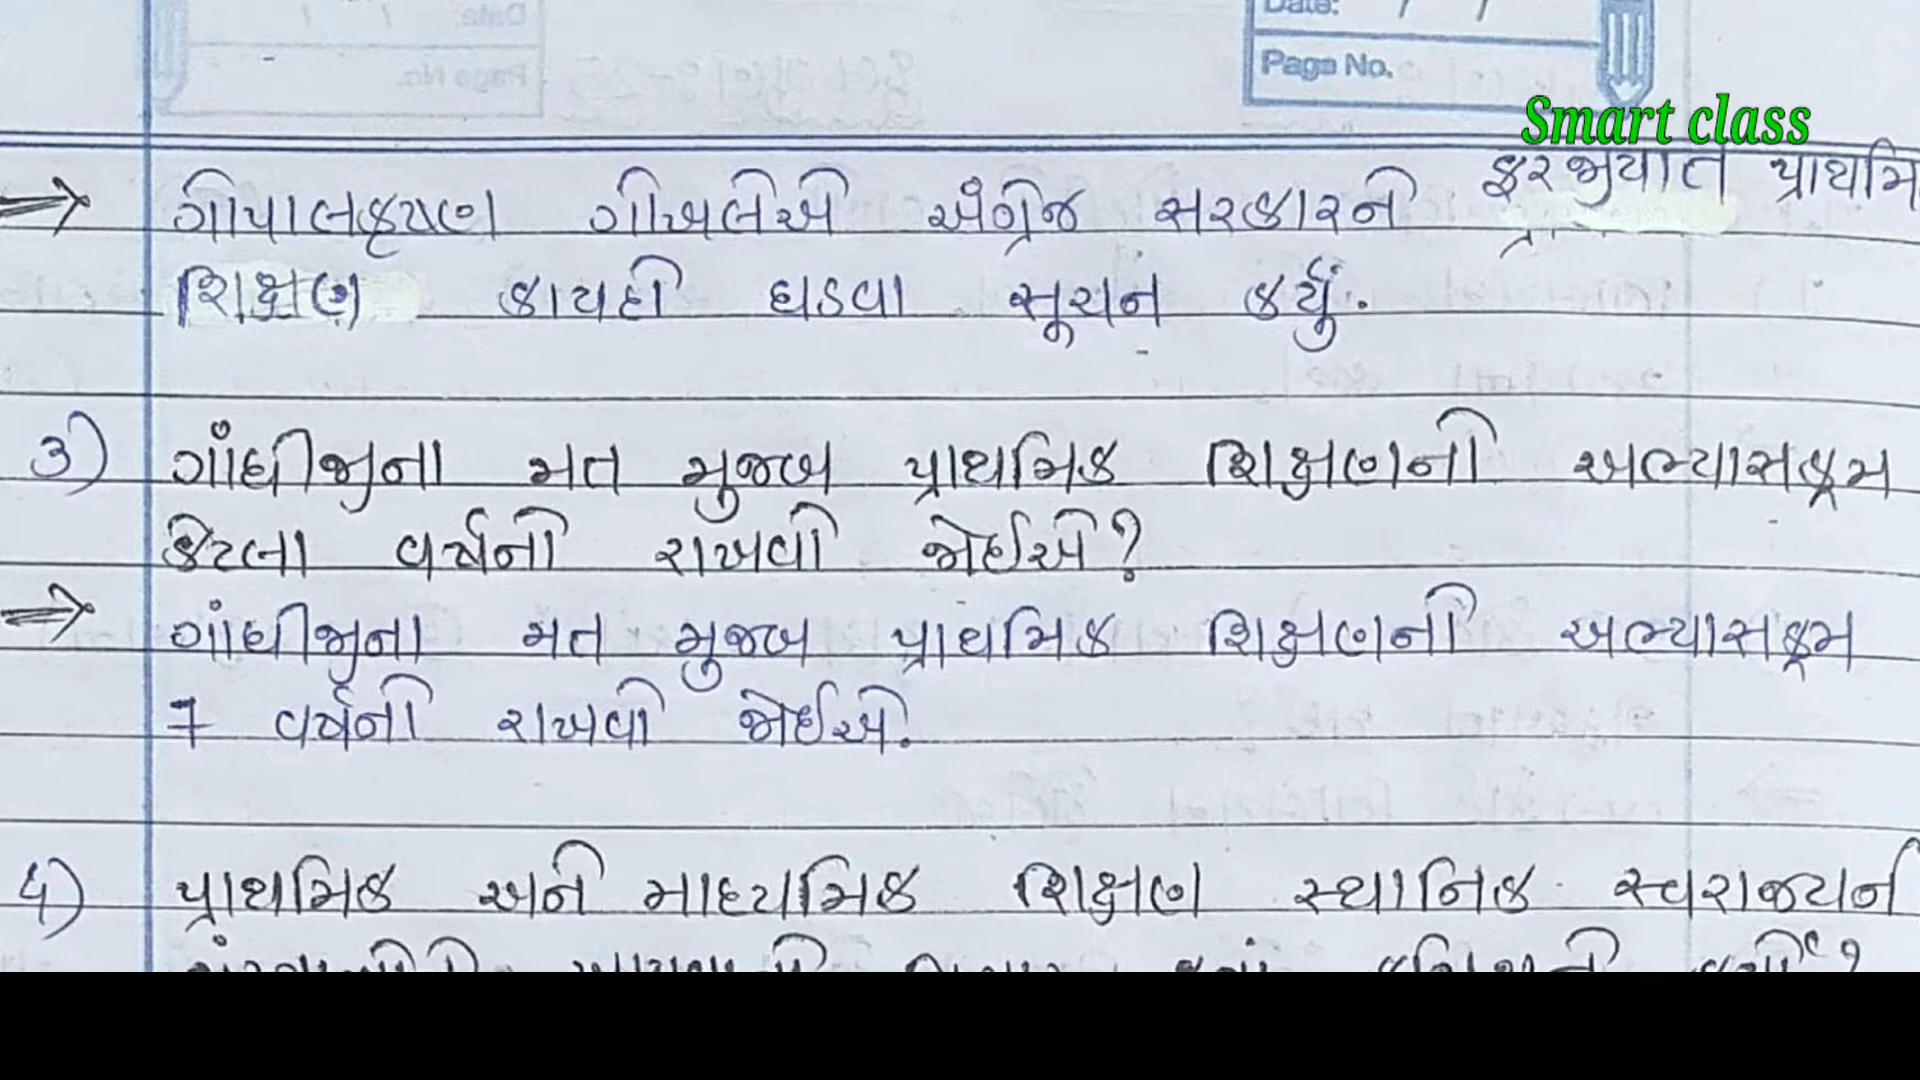 Date: / /
Page No.
Smart class
⇒ ગોપાલકૃષ્ણ ગોખલેએ અંગ્રેજ સરકારને ફરજીયાત પ્રાથમિ
શિક્ષણ કાયદો ઘડવા સૂચન કર્યું.
3) ગાંધીજીના મત મુજબ પ્રાથમિક શિક્ષણનો અભ્યાસક્રમ
કેટલા વર્ષનો રાખવો જોઈએ?
⇒ ગાંધીજીના મત મુજબ પ્રાથમિક શિક્ષણનો અભ્યાસક્રમ
7 વર્ષનો રાખવો જોઈએ.
4) પ્રાથમિક અને માધ્યમિક શિક્ષણ સ્થાનિક સ્વરાજ્યન